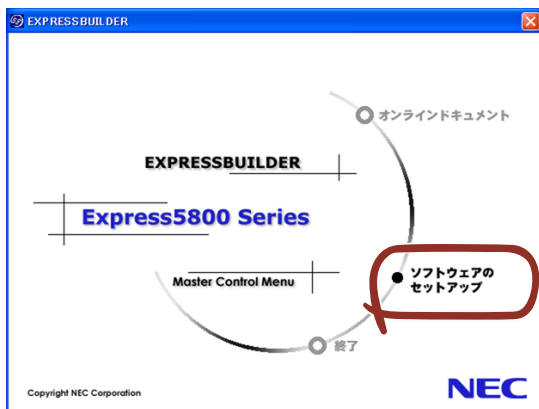 EXPRESSBUILDER
オンラインドキュメント
EXPRESSBUILDER
Express5800 Series
ソフトウェアの
セットアップ
Master Control Menu
終了
Copyright NEC Corporation
NEC